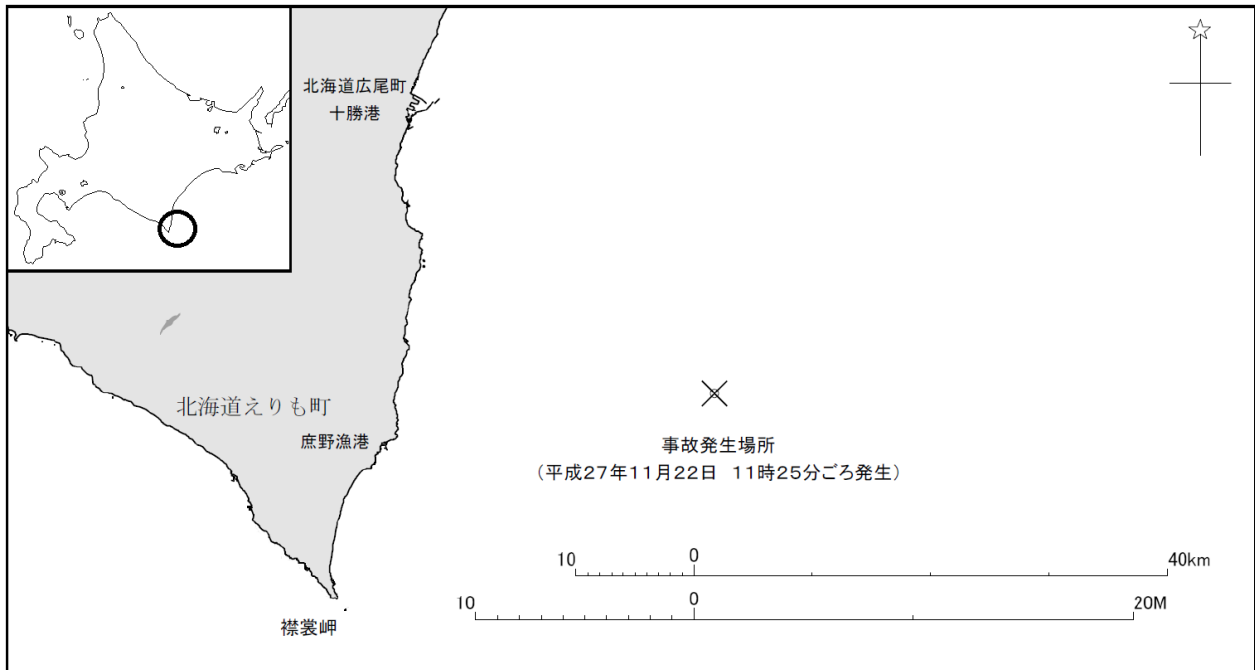 北海道広尾町
十勝港
北海道えりも町
庶野漁港
事故発生場所
（平成27年11月22日 11時25分ごろ発生）
襟裳岬
10 0 40km
10 0 20M